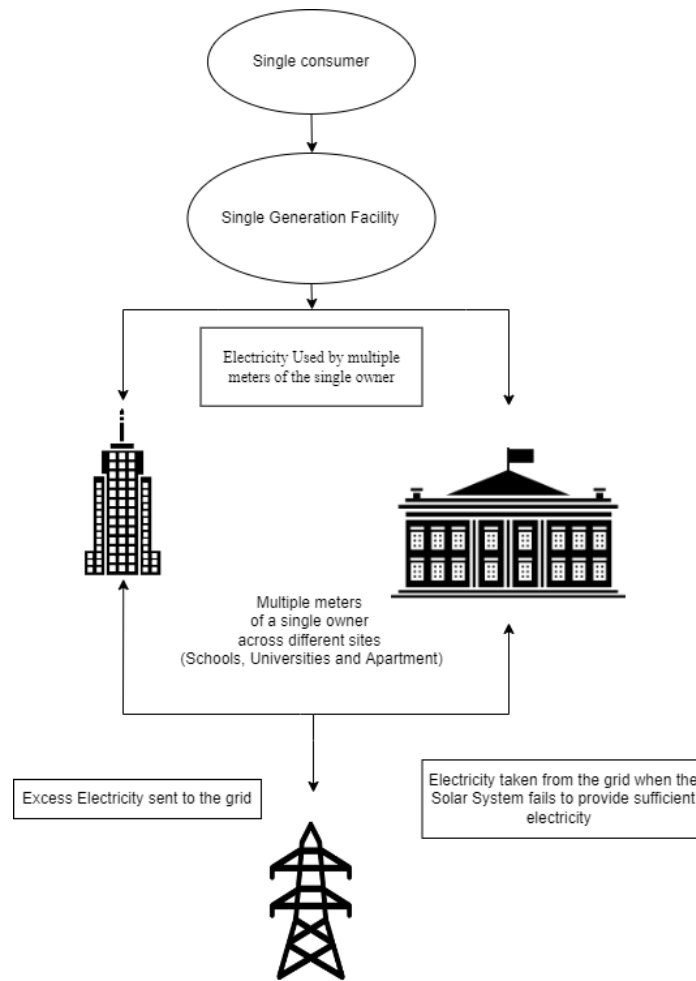 Single consumer
Single Generation Facility
Electricity Used by multiple
meters of the single owner
Multiple meters
of a single owner
across different sites
(Schools, Universities and Apartment)
Excess Electricity sent to the grid
Electricity taken from the grid when the
Solar System fails to provide sufficient
electricity